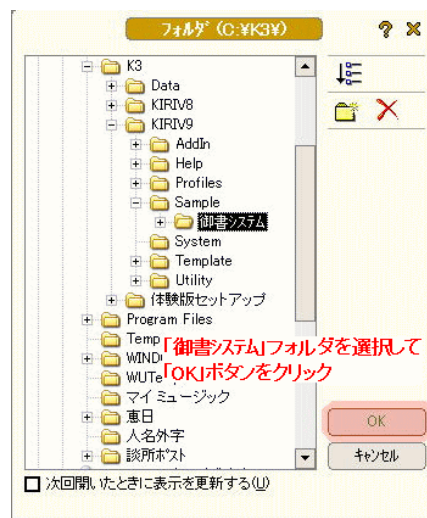 フォルダ (C:¥K3¥)
K3
Data
KIRIV8
KIRIV9
AddIn
Help
Profiles
Sample
御書システム
System
Template
Utility
体験版セットアップ
Program Files
Temp
「御書システム」フォルダを選択して
WIND
「OK」ボタンをクリック
WUTe
マイ ミュージック
恵日
OK
人名外字
談所ポスト
キャンセル
次回開いたときに表示を更新する(U)